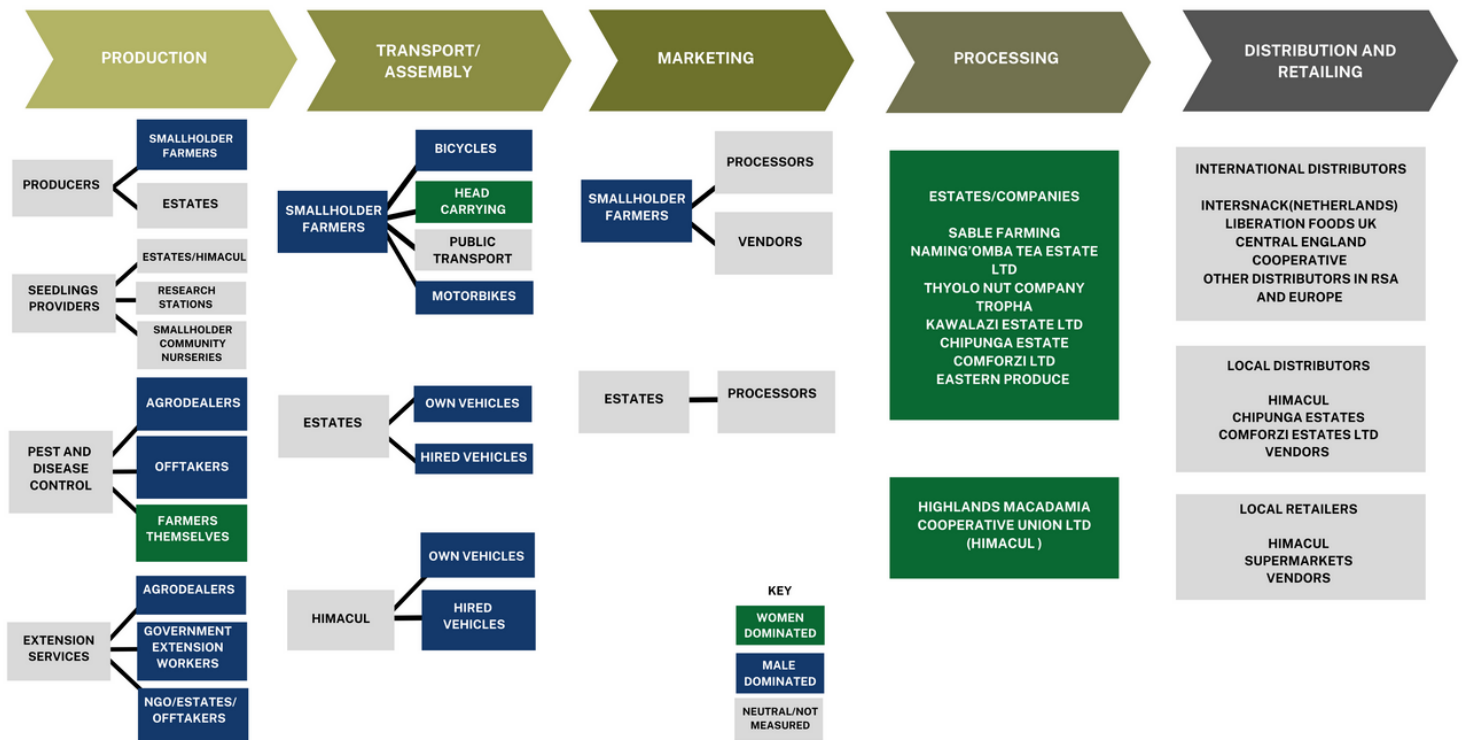 PRODUCTION
TRANSPORT/
ASSEMBLY
MARKETING
PROCESSING
DISTRIBUTION AND
RETAILING
PRODUCERS
SMALLHOLDER
FARMERS
ESTATES
SEEDLINGS
PROVIDERS
ESTATES/HIMACUL
RESEARCH
STATIONS
SMALLHOLDER
COMMUNITY
NURSERIES
PEST AND
DISEASE
CONTROL
AGRODEALERS
OFFTAKERS
FARMERS
THEMSELVES
EXTENSION
SERVICES
AGRODEALERS
GOVERNMENT
EXTENSION
WORKERS
NGO/ESTATES/
OFFTAKERS
SMALLHOLDER
FARMERS
BICYCLES
HEAD
CARRYING
PUBLIC
TRANSPORT
MOTORBIKES
ESTATES
OWN VEHICLES
HIRED VEHICLES
HIMACUL
OWN VEHICLES
HIRED
VEHICLES
SMALLHOLDER
FARMERS
PROCESSORS
VENDORS
ESTATES
PROCESSORS
KEY
WOMEN
DOMINATED
MALE
DOMINATED
NEUTRAL/NOT
MEASURED
ESTATES/COMPANIES
SABLE FARMING
NAMING'OMBA TEA ESTATE
LTD
THYOLO NUT COMPANY
TROPHA
KAWALAZI ESTATE LTD
CHIPUNGA ESTATE
COMFORZI LTD
EASTERN PRODUCE
HIGHLANDS MACADAMIA
COOPERATIVE UNION LTD
(HIMACUL )
INTERNATIONAL DISTRIBUTORS
INTERSNACK(NETHERLANDS)
LIBERATION FOODS UK
CENTRAL ENGLAND
COOPERATIVE
OTHER DISTRIBUTORS IN RSA
AND EUROPE
LOCAL DISTRIBUTORS
HIMACUL
CHIPUNGA ESTATES
COMFORZI ESTATES LTD
VENDORS
LOCAL RETAILERS
HIMACUL
SUPERMARKETS
VENDORS